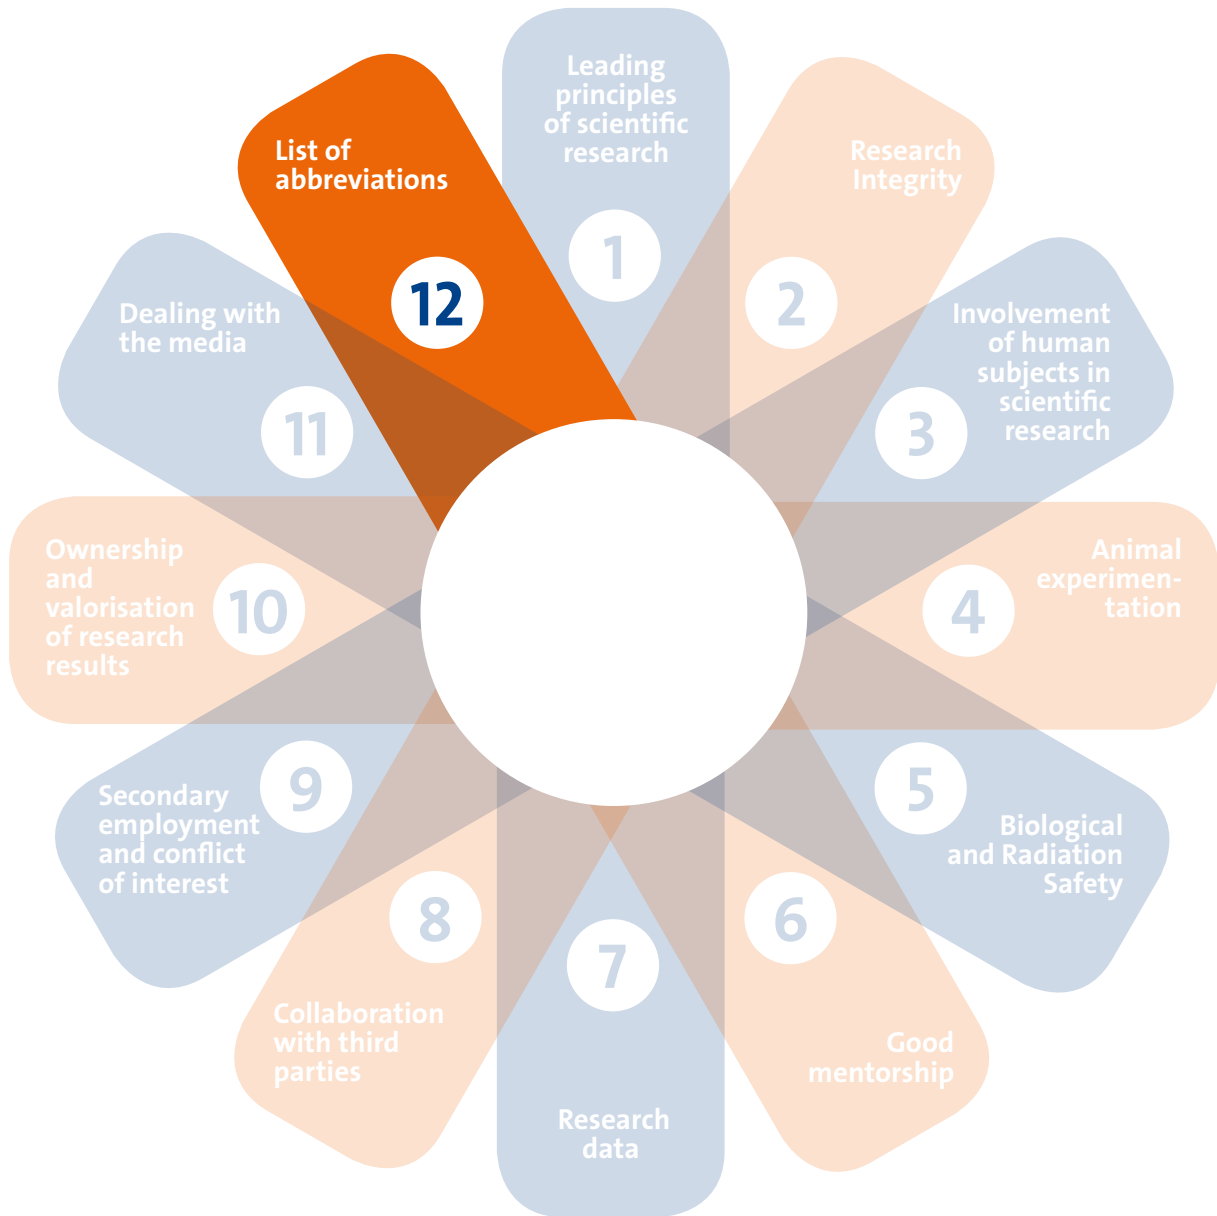 Leading
principles
of scientific
research
1
Research
Integrity
2
Involvement
of human
subjects in
scientific
research
3
Animal
experimen-
tation
4
5
Biological
and Radiation
Safety
6
Good
mentorship
7
Research
data
8
Collaboration
with third
parties
9
Secondary
employment
and conflict
of interest
Ownership
and
valorisation
of research
results
10
Dealing with
the media
11
List of
abbreviations
12